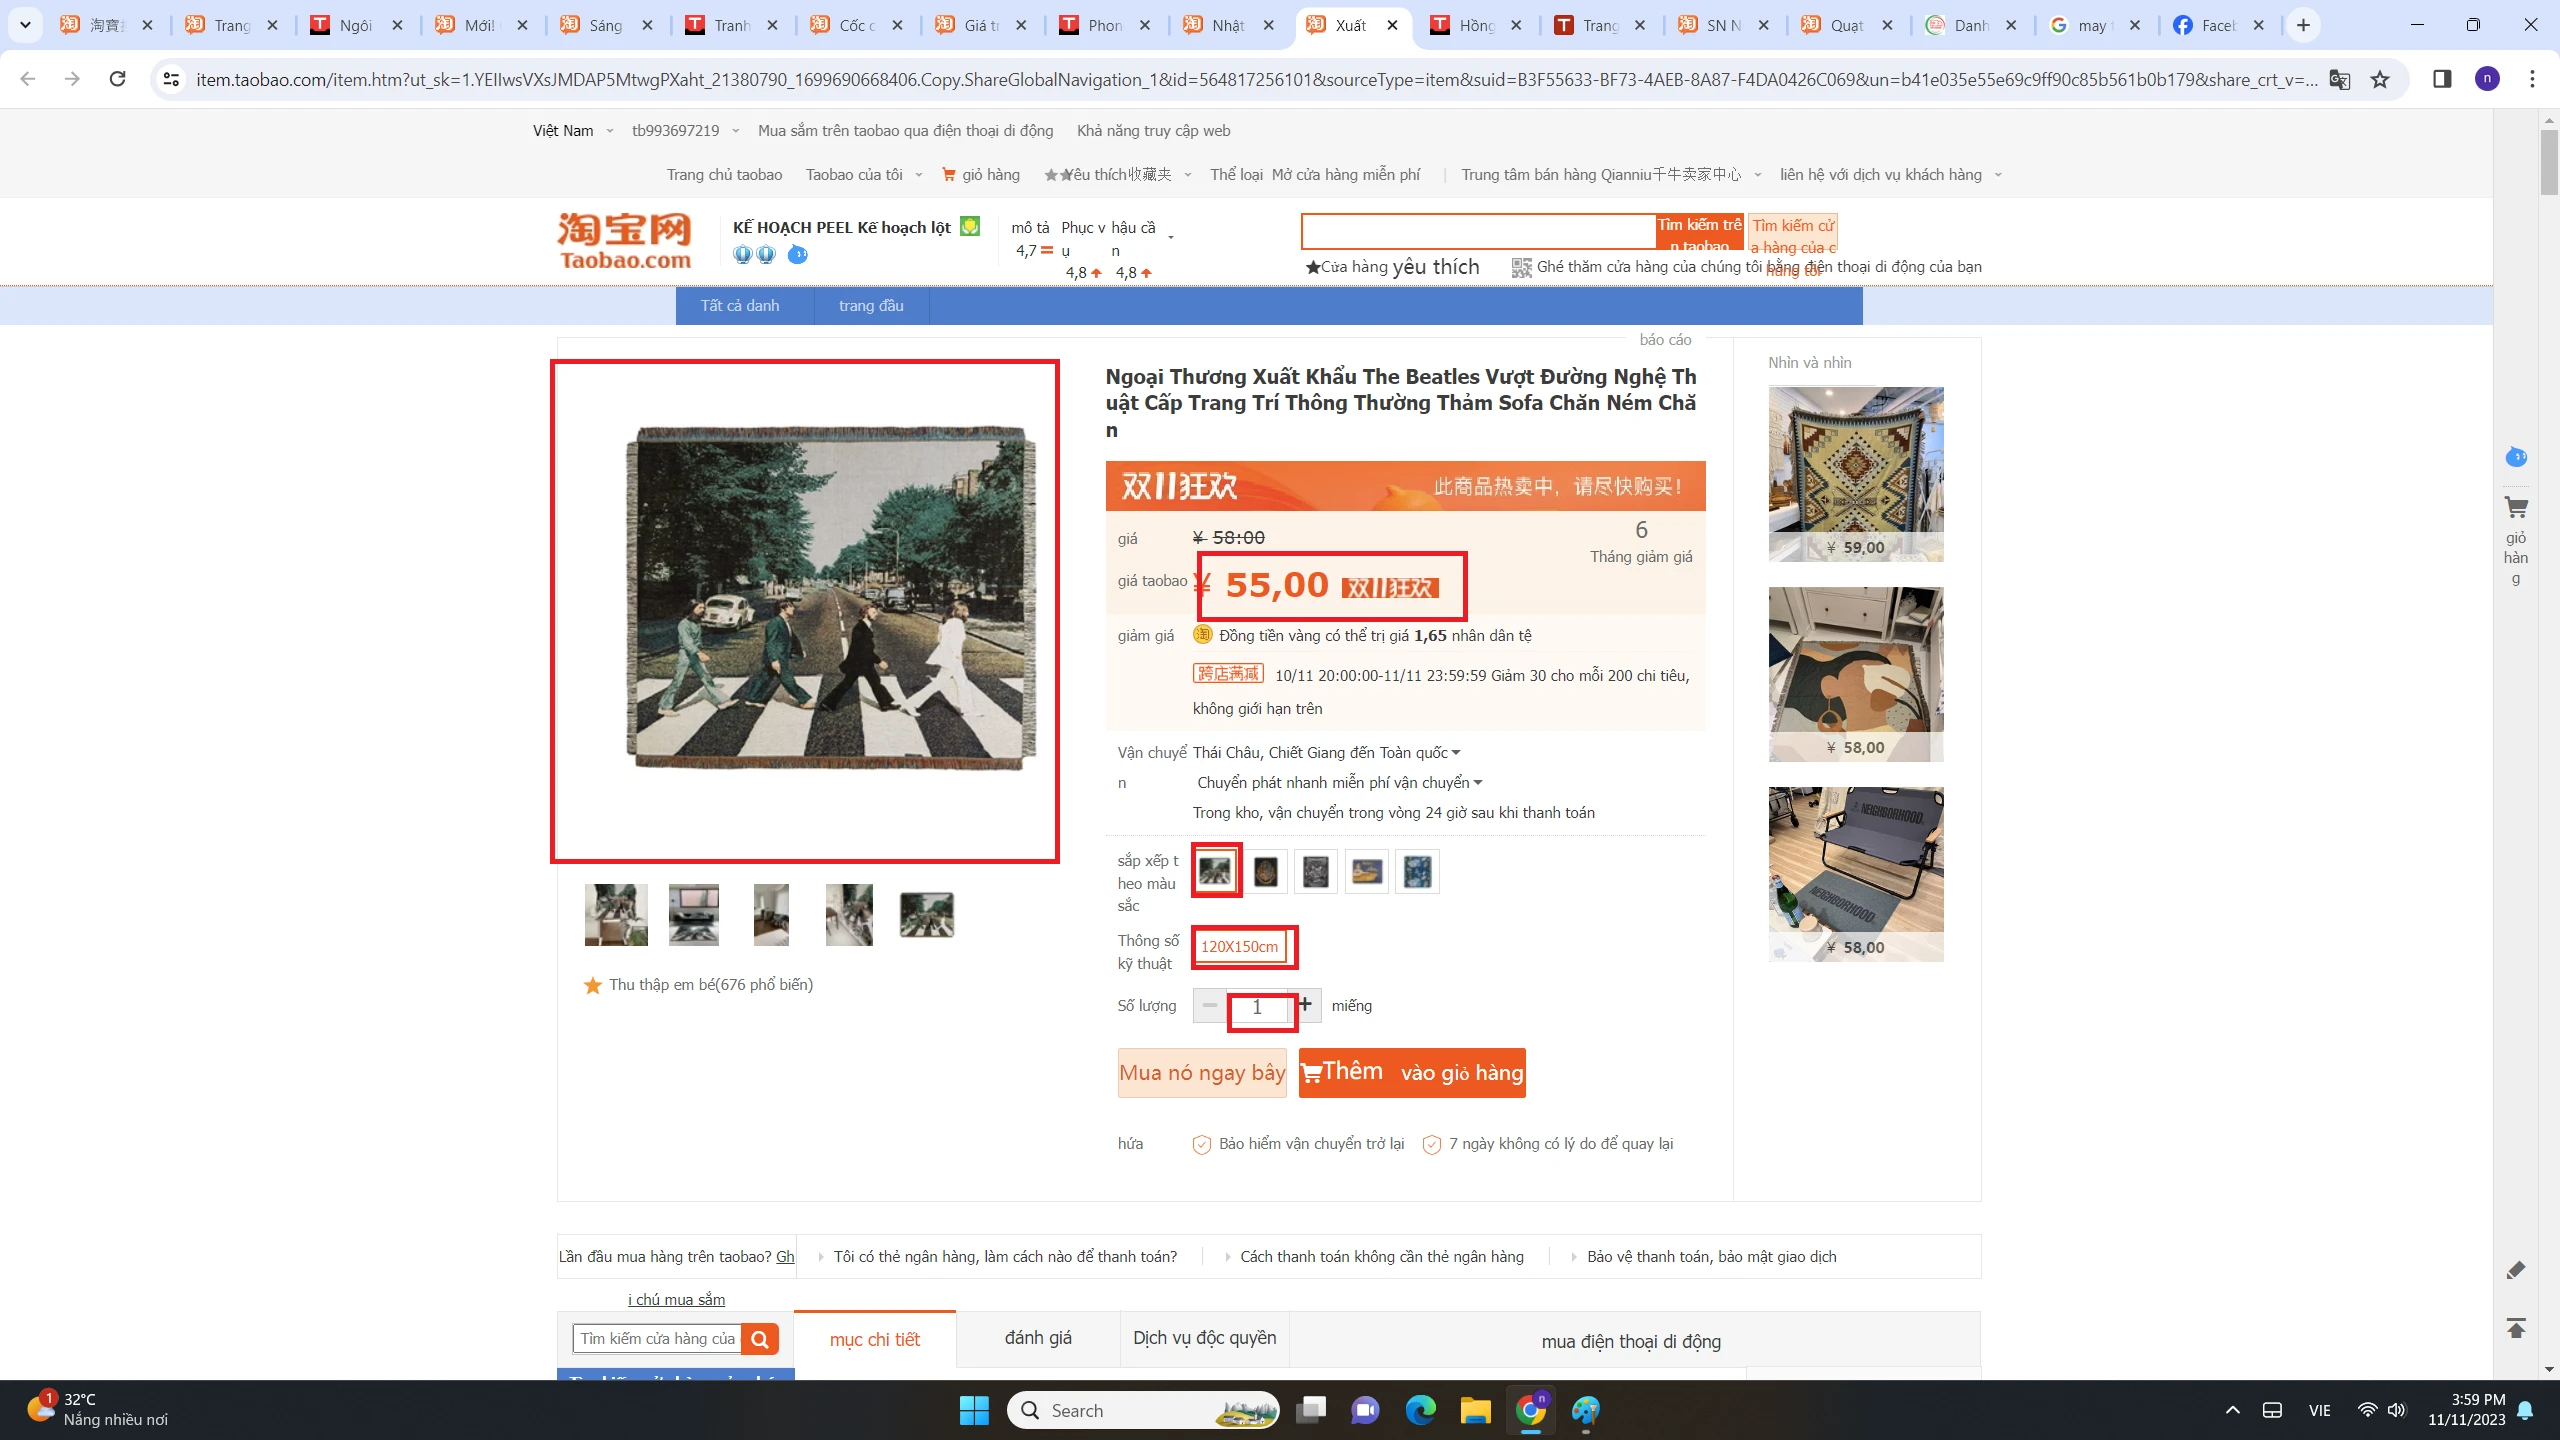 淘寶
Trang
Ngôi
Mới!
Sáng
Tranh
Cốc c
Giá tr
Phon
Nhật
Xuất
Hồng
Trang
SN N
Quạt
Danh
may
Faceb
item.taobao.com/item.htm?ut_sk=1.YEIIwsVXsJMDAP5MtwgPXaht_21380790_1699690668406.Copy.ShareGlobalNavigation_1&id=564817256101&sourceType=item&suid=B3F55633-BF73-4AEB-8A87-F4DA0426C069&un=b41e035e55e69c9ff90c85b561b0b179&share_crt_v=...
n
Việt Nam tb993697219 Mua sắm trên taobao qua điện thoại di động Khả năng truy cập web
Trang chủ taobao Taobao của tôi giỏ hàng Yêu thích收藏夹 Thể loại Mở cửa hàng miễn phí Trung tâm bán hàng Qianniu千牛卖家中心 liên hệ với dịch vụ khách hàng
淘宝网
Taobao.com
KẾ HOẠCH PEEL Kế hoạch lột
mô tả Phục v hậu cầ
4,7 ụ n
4,8 4,8
Tìm kiếm trê
n taobao
Tìm kiếm cử
a hàng của c
húng tôi
Cửa hàng yêu thích
Ghé thăm cửa hàng của chúng tôi bằng điện thoại di động của bạn
Tất cả danh
trang đầu
báo cáo
Ngoại Thương Xuất Khẩu The Beatles Vượt Đường Nghệ Th
uật Cấp Trang Trí Thông Thường Thảm Sofa Chăn Ném Chă
n
双11狂欢
此商品热卖中，请尽快购买！
giá ¥ 58:00
6
Tháng giảm giá
giá taobao ¥ 55,00 双11狂欢
giảm giá 淘 Đồng tiền vàng có thể trị giá 1,65 nhân dân tệ
跨店满减 10/11 20:00:00-11/11 23:59:59 Giảm 30 cho mỗi 200 chi tiêu,
không giới hạn trên
Vận chuyể Thái Châu, Chiết Giang đến Toàn quốc
n Chuyển phát nhanh miễn phí vận chuyển
Trong kho, vận chuyển trong vòng 24 giờ sau khi thanh toán
sắp xếp t
heo màu
sắc
Thông số
kỹ thuật
120X150cm
Số lượng 1 miếng
Mua nó ngay bây
Thêm vào giỏ hàng
hứa Bảo hiểm vận chuyển trở lại 7 ngày không có lý do để quay lại
Thu thập em bé(676 phổ biến)
Nhìn và nhìn
¥ 59,00
¥ 58,00
NEIGHBORHOOD.
NEIGHBORHOOD.
¥ 58,00
giỏ
hàn
g
Lần đầu mua hàng trên taobao? Gh
i chú mua sắm
Tôi có thẻ ngân hàng, làm cách nào để thanh toán?
Cách thanh toán không cần thẻ ngân hàng
Bảo vệ thanh toán, bảo mật giao dịch
Tìm kiếm cửa hàng của
mục chi tiết
đánh giá
Dịch vụ độc quyền
mua điện thoại di động
1
32°C
Nắng nhiều nơi
Search
n
VIE
3:59 PM
11/11/2023